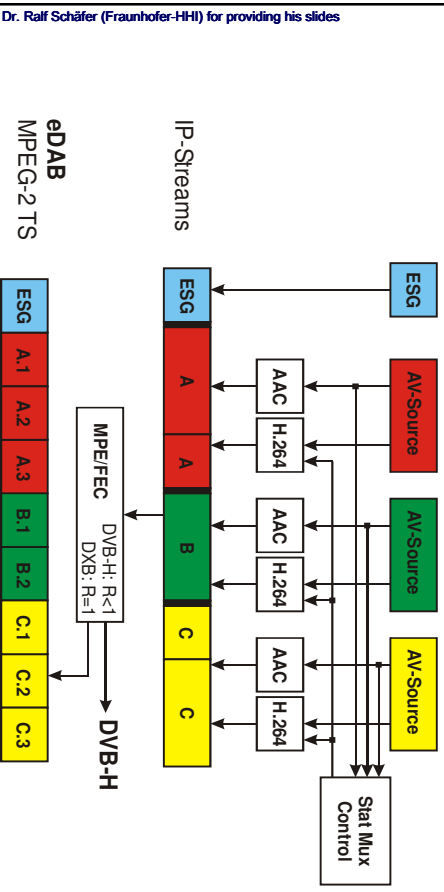 Dr. Ralf Schäfer (Fraunhofer-HHI) for providing his slides
ESG
AV-Source
AV-Source
AV-Source
Stat Mux
Control
AAC
H.264
AAC
H.264
AAC
H.264
IP-Streams
ESG
A
A
B
C
C
MPE/FEC
DVB-H: R<1
DXB: R=1
DVB-H
eDAB
MPEG-2 TS
ESG
A.1
A.2
A.3
B.1
B.2
C.1
C.2
C.3